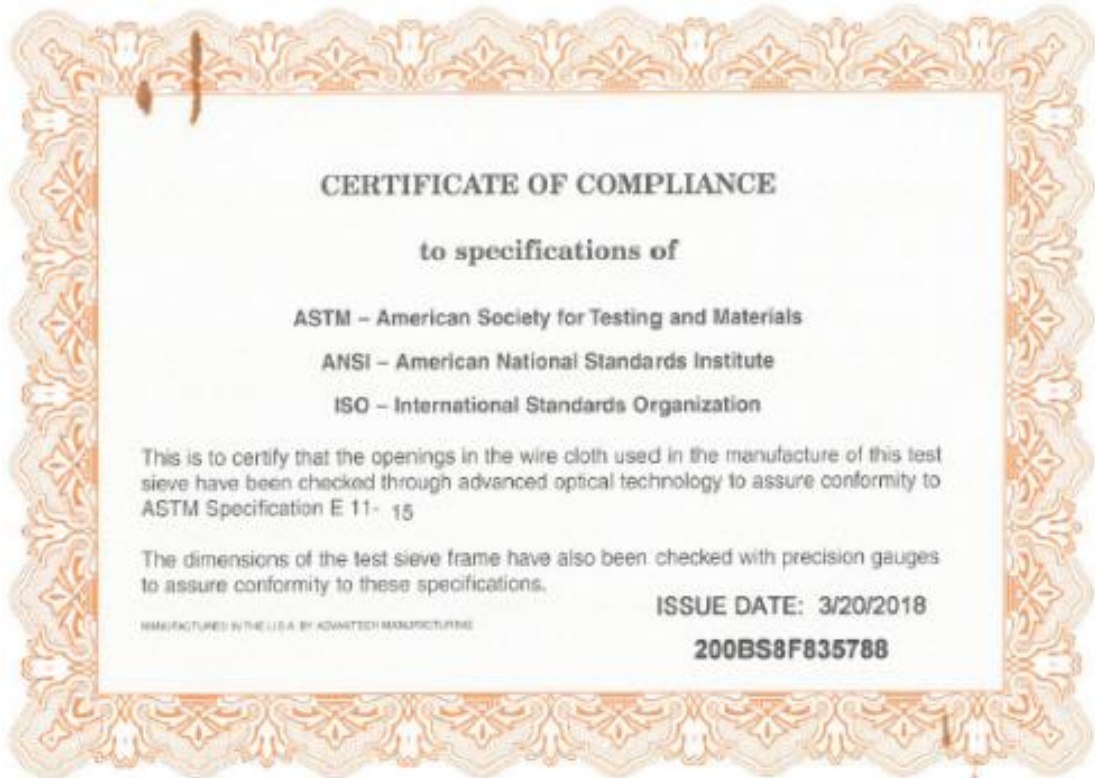 CERTIFICATE OF COMPLIANCE
to specifications of
ASTM – American Society for Testing and Materials
ANSI – American National Standards Institute
ISO – International Standards Organization
This is to certify that the openings in the wire cloth used in the manufacture of this test
sieve have been checked through advanced optical technology to assure conformity to
ASTM Specification E 11- 15
The dimensions of the test sieve frame have also been checked with precision gauges
to assure conformity to these specifications.
ISSUE DATE: 3/20/2018
MANUFACTURED IN THE U.S.A. BY ADVANTECH MANUFACTURING
200BS8F835788